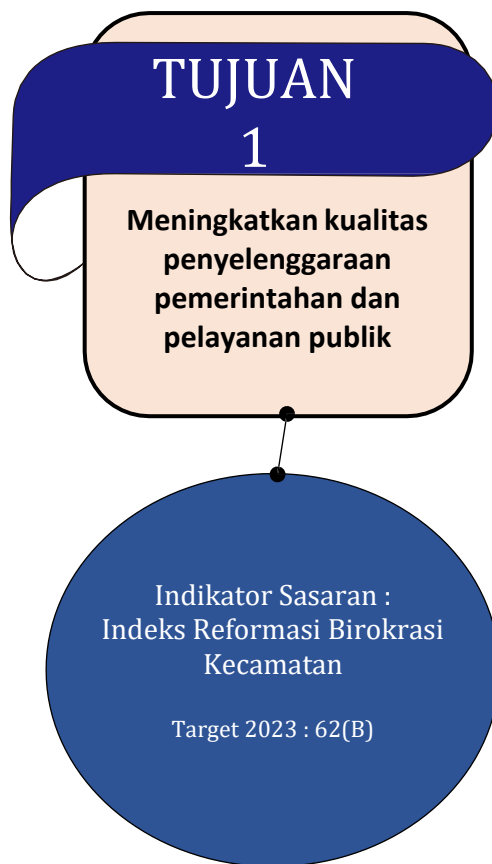 TUJUAN
1
Meningkatkan kualitas
penyelenggaraan
pemerintahan dan
pelayanan publik
Indikator Sasaran :
Indeks Reformasi Birokrasi
Kecamatan
Target 2023 : 62(B)